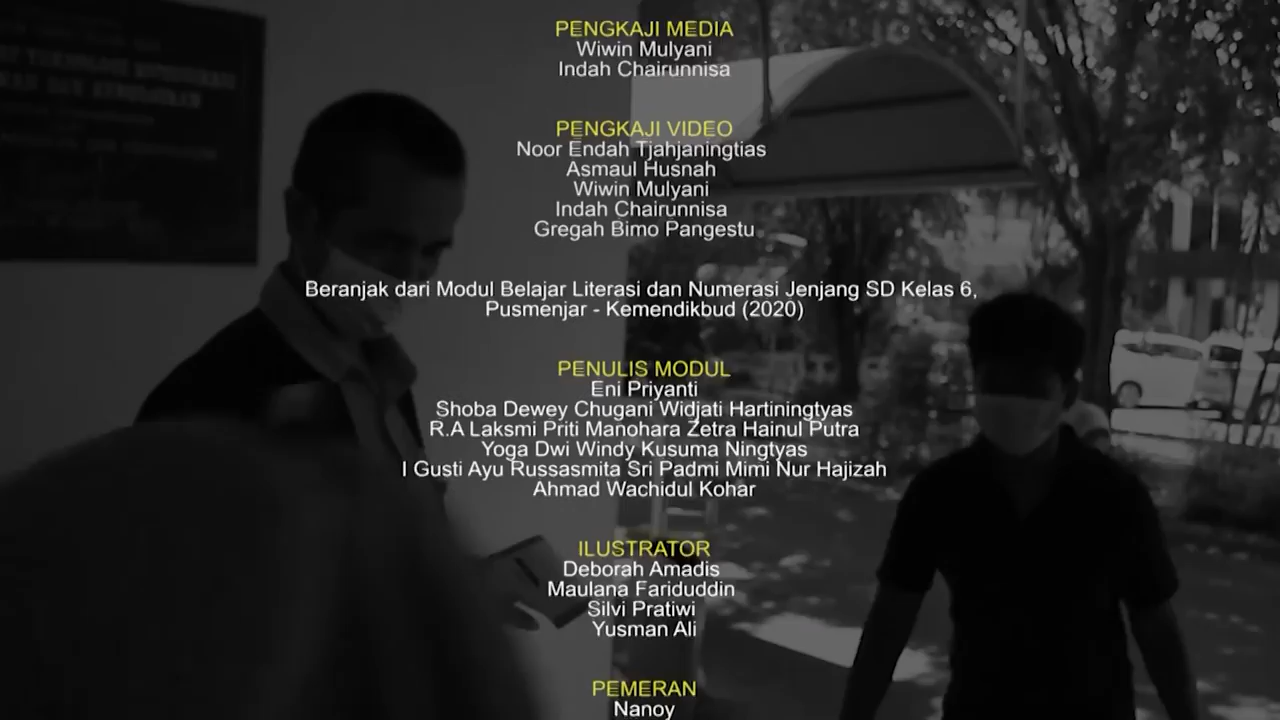 PENGKAJI MEDIA
Wiwin Mulyani
Indah Chairunnisa
PENGKAJI VIDEO
Noor Endah Tjahjaningtias
Asmaul Husnah
Wiwin Mulyani
Indah Chairunnisa
Gregah Bimo Pangestu
Beranjak dari Modul Belajar Literasi dan Numerasi Jenjang SD Kelas 6,
Pusmenjar - Kemendikbud (2020)
PENULIS MODUL
Eni Priyanti
Shoba Dewey Chugani Widjati Hartiningtyas
R.A Laksmi Priti Manohara Zetra Hainul Putra
Yoga Dwi Windy Kusuma Ningtyas
I Gusti Ayu Russasmita Sri Padmi Mimi Nur Hajizah
Ahmad Wachidul Kohar
ILUSTRATOR
Deborah Amadis
Maulana Fariduddin
Silvi Pratiwi
Yusman Ali
PEMERAN
Nanoy